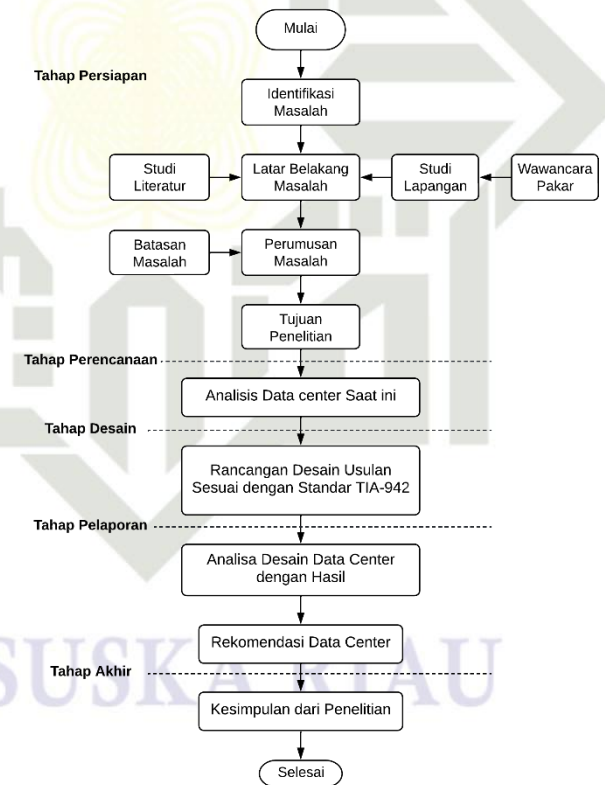 Mulai
Tahap Persiapan
Identifikasi
Masalah
Studi
Literatur
Latar Belakang
Masalah
Studi
Lapangan
Wawancara
Pakar
Batasan
Masalah
Perumusan
Masalah
Tujuan
Penelitian
Tahap Perencanaan
Analisis Data center Saat ini
Tahap Desain
Rancangan Desain Usulan
Sesuai dengan Standar TIA-942
Tahap Pelaporan
Analisa Desain Data Center
dengan Hasil
Rekomendasi Data Center
SUSKA RIAU
Tahap Akhir
Kesimpulan dari Penelitian
Selesai